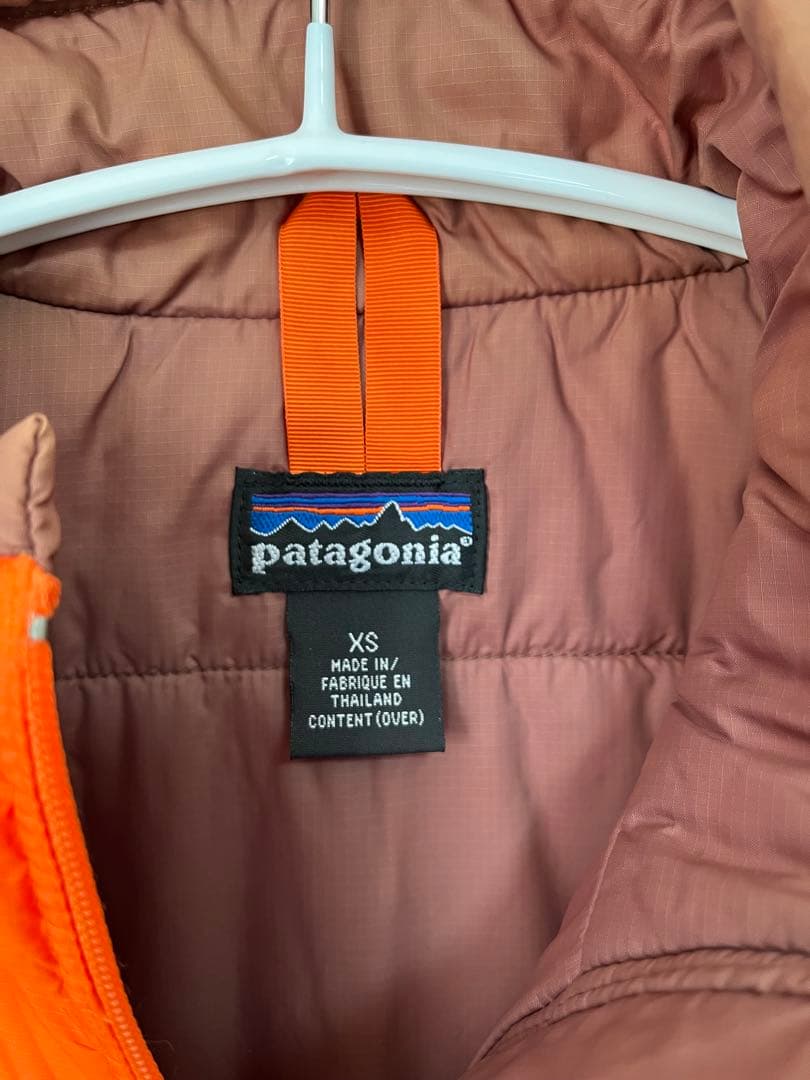 patagonia®
XS
MADE IN/
FABRIQUE EN
THAILAND
CONTENT (OVER)